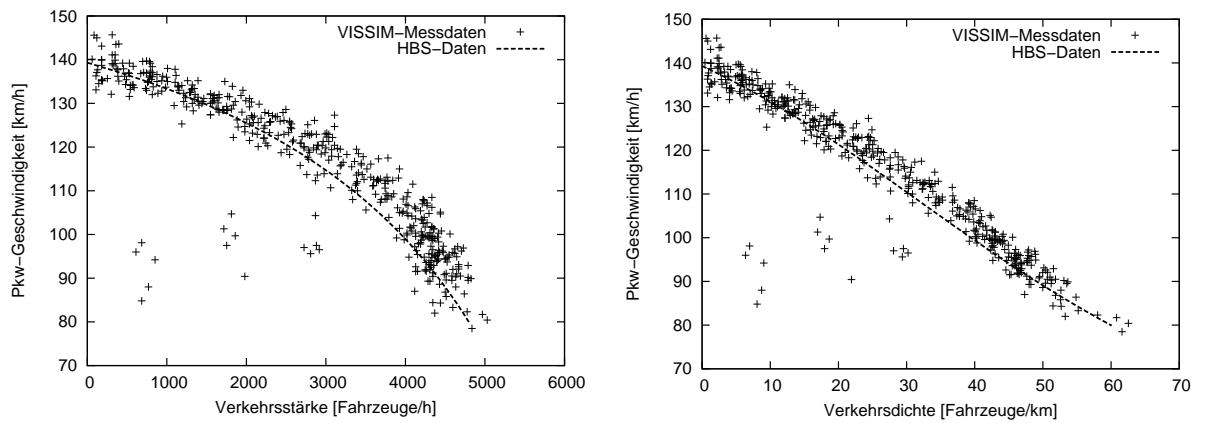 150
140
130
120
110
100
90
80
70
Pkw−Geschwindigkeit [km/h]
VISSIM−Messdaten
HBS−Daten
0 1000 2000 3000 4000 5000 6000
Verkehrsstärke [Fahrzeuge/h]
150
140
130
120
110
100
90
80
70
Pkw−Geschwindigkeit [km/h]
VISSIM−Messdaten
HBS−Daten
0 10 20 30 40 50 60 70
Verkehrsdichte [Fahrzeuge/km]